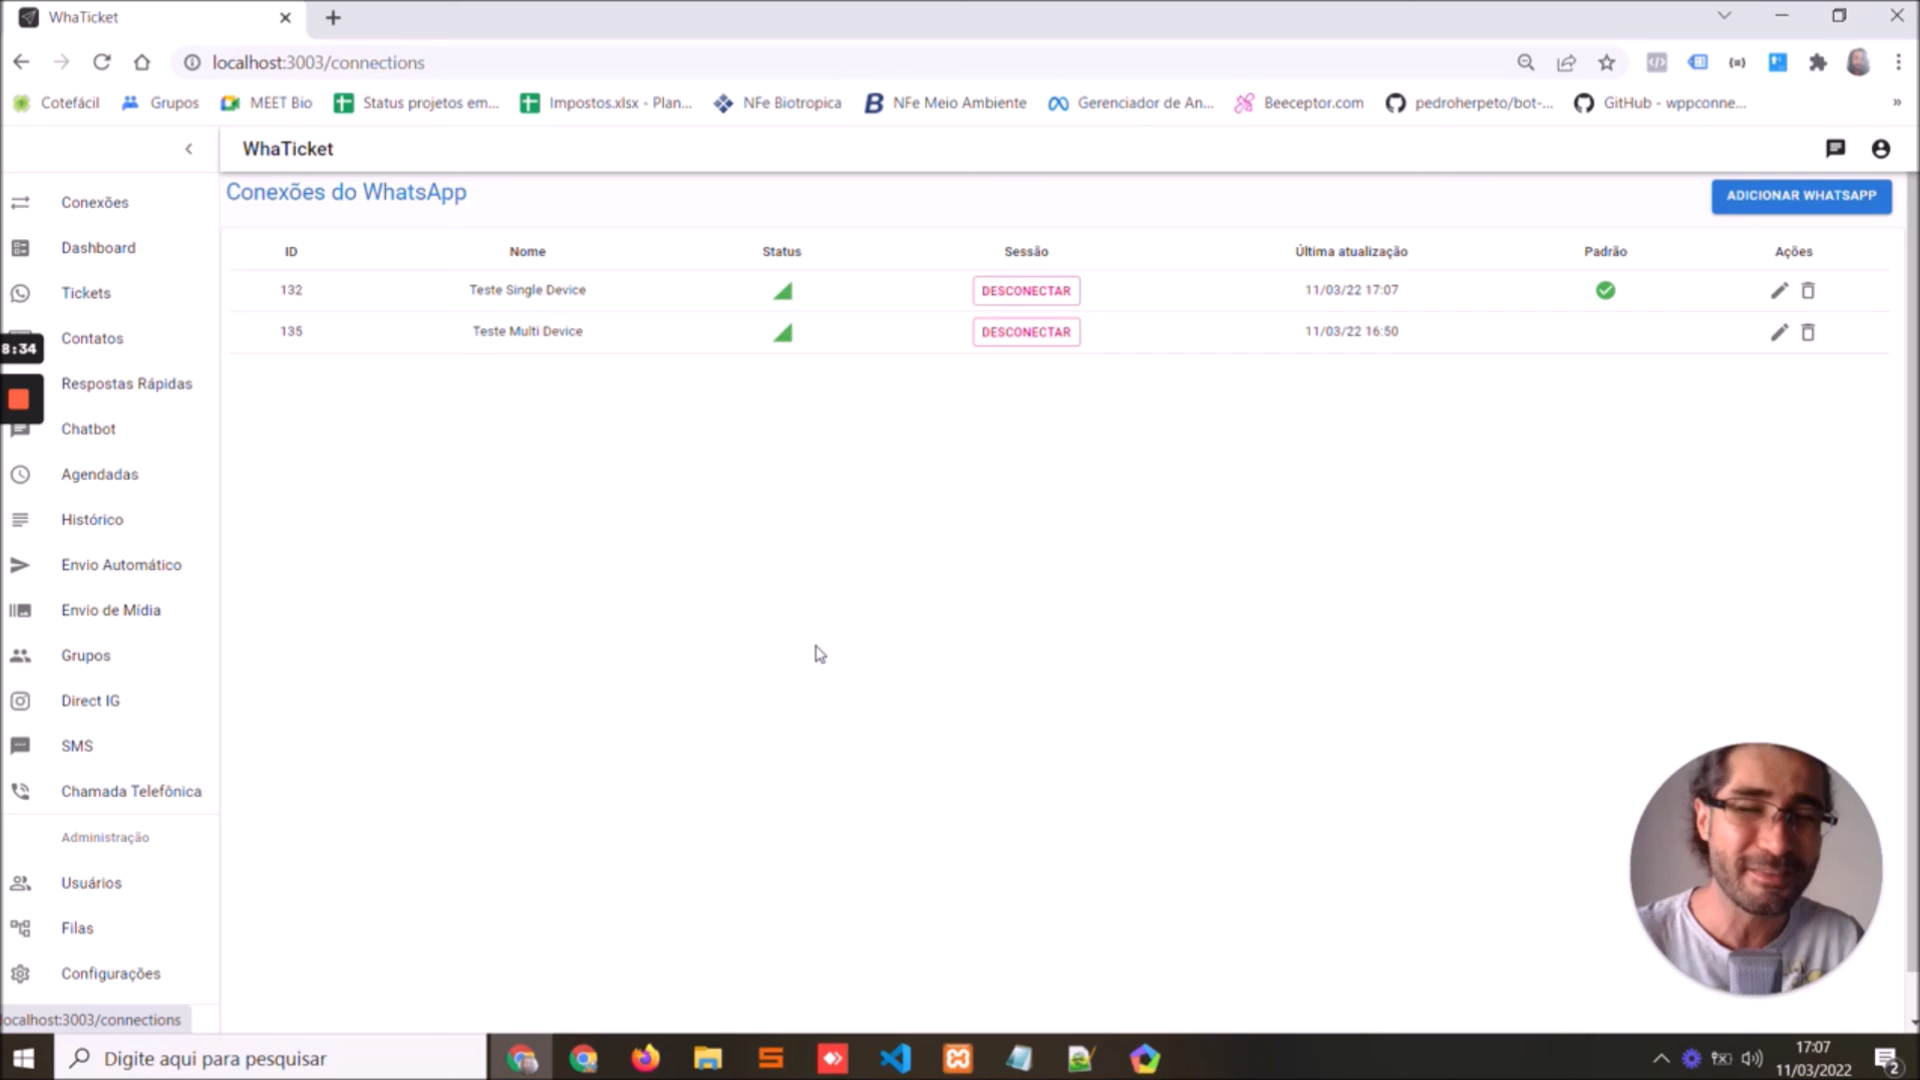 WhaTicket
localhost:3003/connections
Cotefácil Grupos MEET Bio Status projetos em... Impostos.xlsx - Plan... NFe Biotropica NFe Meio Ambiente Gerenciador de An... Beeceptor.com pedroherpeto/bot-... GitHub - wppconne... »
WhaTicket
Conexões do WhatsApp
ADICIONAR WHATSAPP
ID Nome Status Sessão Última atualização Padrão Ações
132 Teste Single Device DESCONECTAR 11/03/22 17:07
135 Teste Multi Device DESCONECTAR 11/03/22 16:50
Conexões
Dashboard
Tickets
Contatos
8:34
Respostas Rápidas
Chatbot
Agendadas
Histórico
Envio Automático
Envio de Mídia
Grupos
Direct IG
SMS
Chamada Telefônica
Administração
Usuários
Filas
Configurações
localhost:3003/connections
Digite aqui para pesquisar
17:07
11/03/2022
2